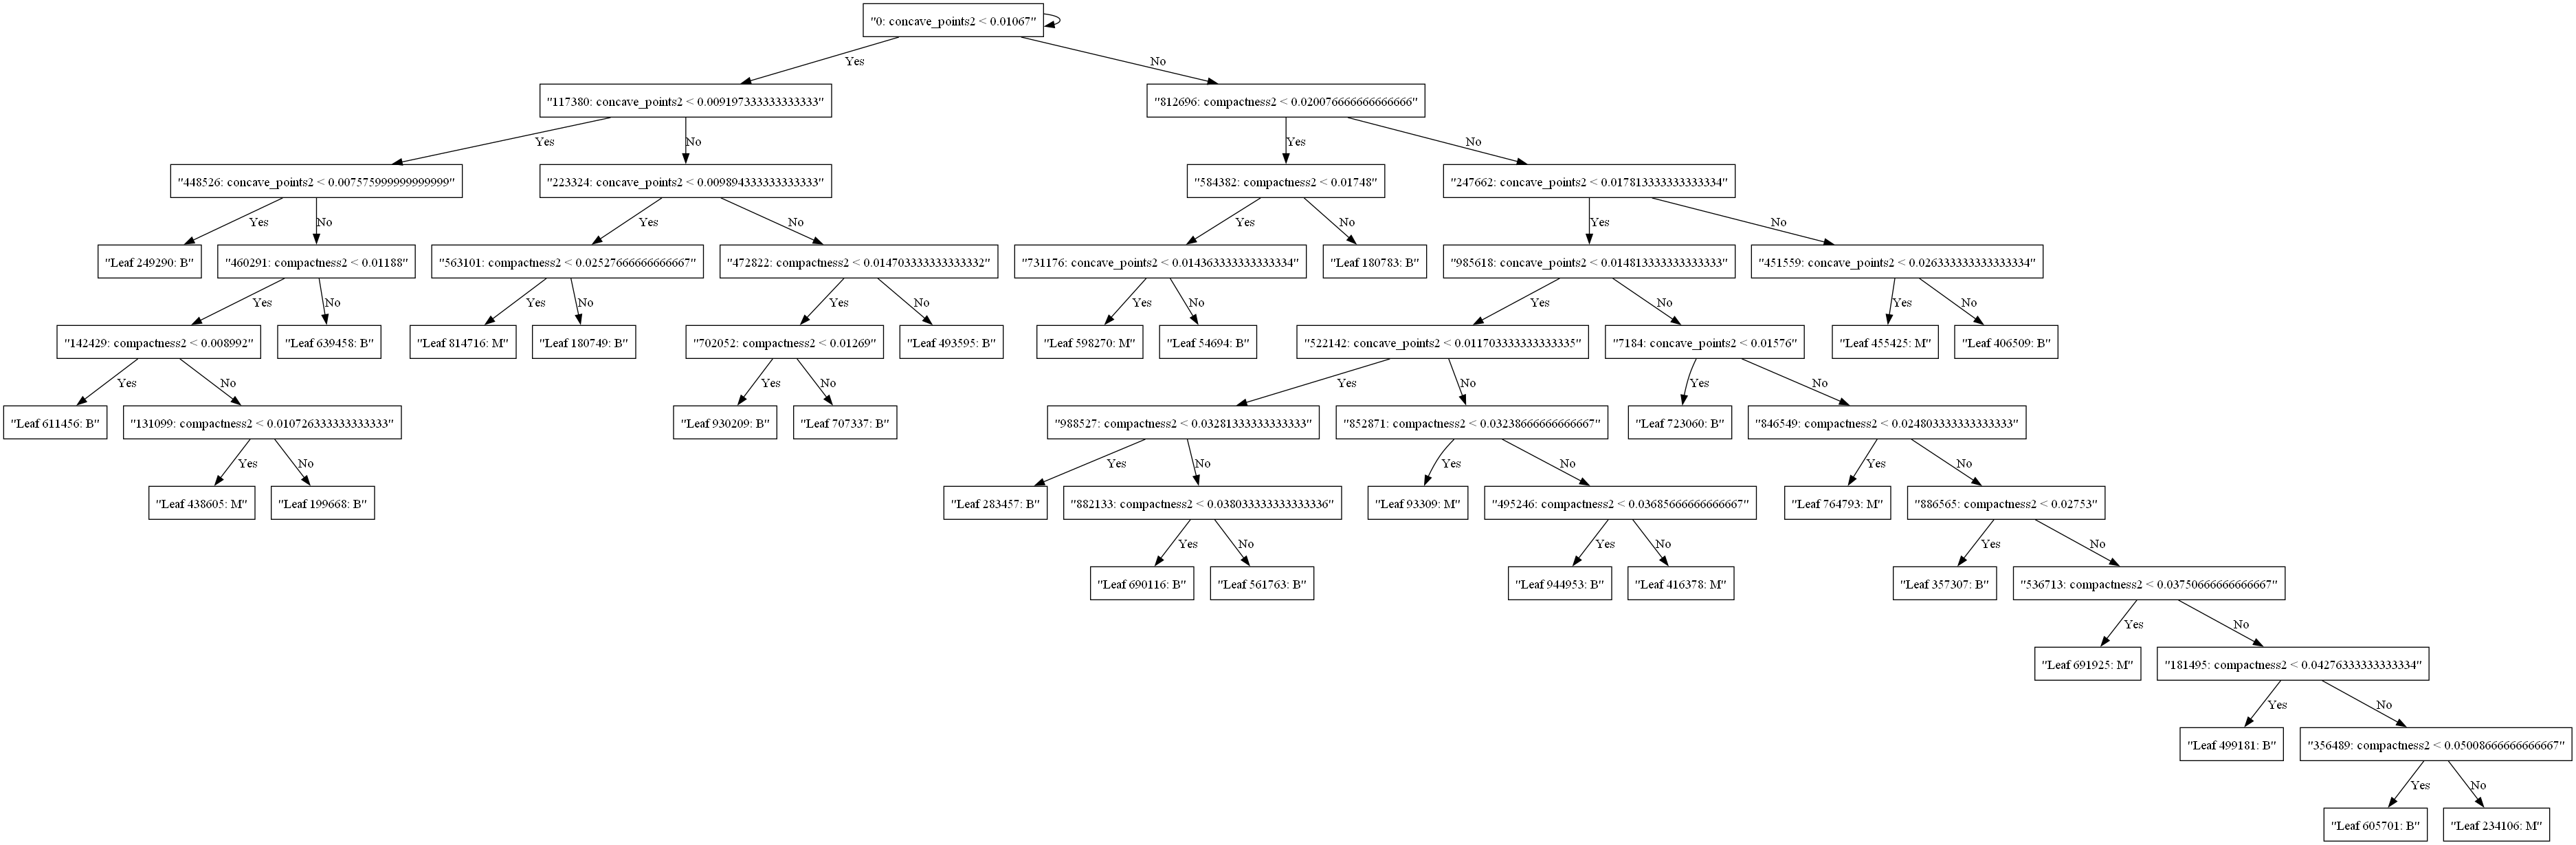 "0: concave_points2 < 0.01067"
Yes
No
"117380: concave_points2 < 0.009197333333333333"
"812696: compactness2 < 0.020076666666666666"
Yes
No
Yes
No
"448526: concave_points2 < 0.007575999999999999"
"223324: concave_points2 < 0.009894333333333333"
"584382: compactness2 < 0.01748"
"247662: concave_points2 < 0.017813333333333334"
Yes
No
Yes
No
Yes
No
Yes
No
"Leaf 249290: B"
"460291: compactness2 < 0.01188"
"563101: compactness2 < 0.02527666666666667"
"472822: compactness2 < 0.014703333333333332"
"731176: concave_points2 < 0.014363333333333334"
"Leaf 180783: B"
"985618: concave_points2 < 0.014813333333333333"
"451559: concave_points2 < 0.026333333333333334"
Yes
No
Yes
No
Yes
No
Yes
No
Yes
No
Yes
No
"142429: compactness2 < 0.008992"
"Leaf 639458: B"
"Leaf 814716: M"
"Leaf 180749: B"
"702052: compactness2 < 0.01269"
"Leaf 493595: B"
"Leaf 598270: M"
"Leaf 54694: B"
"522142: concave_points2 < 0.011703333333333335"
"7184: concave_points2 < 0.01576"
"Leaf 455425: M"
"Leaf 406509: B"
Yes
No
Yes
No
Yes
No
Yes
No
"Leaf 611456: B"
"131099: compactness2 < 0.010726333333333333"
"Leaf 930209: B"
"Leaf 707337: B"
"988527: compactness2 < 0.03281333333333333"
"852871: compactness2 < 0.03238666666666667"
"Leaf 723060: B"
"846549: compactness2 < 0.024803333333333333"
Yes
No
Yes
No
Yes
No
Yes
No
"Leaf 438605: M"
"Leaf 199668: B"
"Leaf 283457: B"
"882133: compactness2 < 0.038033333333333336"
"Leaf 93309: M"
"495246: compactness2 < 0.03685666666666667"
"Leaf 764793: M"
"886565: compactness2 < 0.02753"
Yes
No
Yes
No
Yes
No
"Leaf 690116: B"
"Leaf 561763: B"
"Leaf 944953: B"
"Leaf 416378: M"
"Leaf 357307: B"
"536713: compactness2 < 0.03750666666666667"
Yes
No
"Leaf 691925: M"
"181495: compactness2 < 0.04276333333333334"
Yes
No
"Leaf 499181: B"
"356489: compactness2 < 0.05008666666666667"
Yes
No
"Leaf 605701: B"
"Leaf 234106: M"